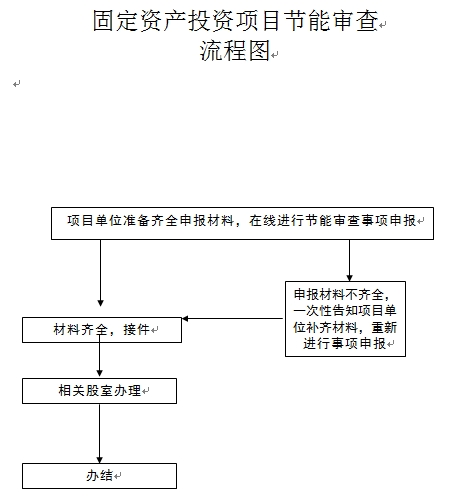 固定资产投资项目节能审查
流程图
项目单位准备齐全申报材料，在线进行节能审查事项申报
申报材料不齐全，
一次性告知项目单
位补齐材料，重新
进行事项申报
材料齐全，接件
相关股室办理
办结